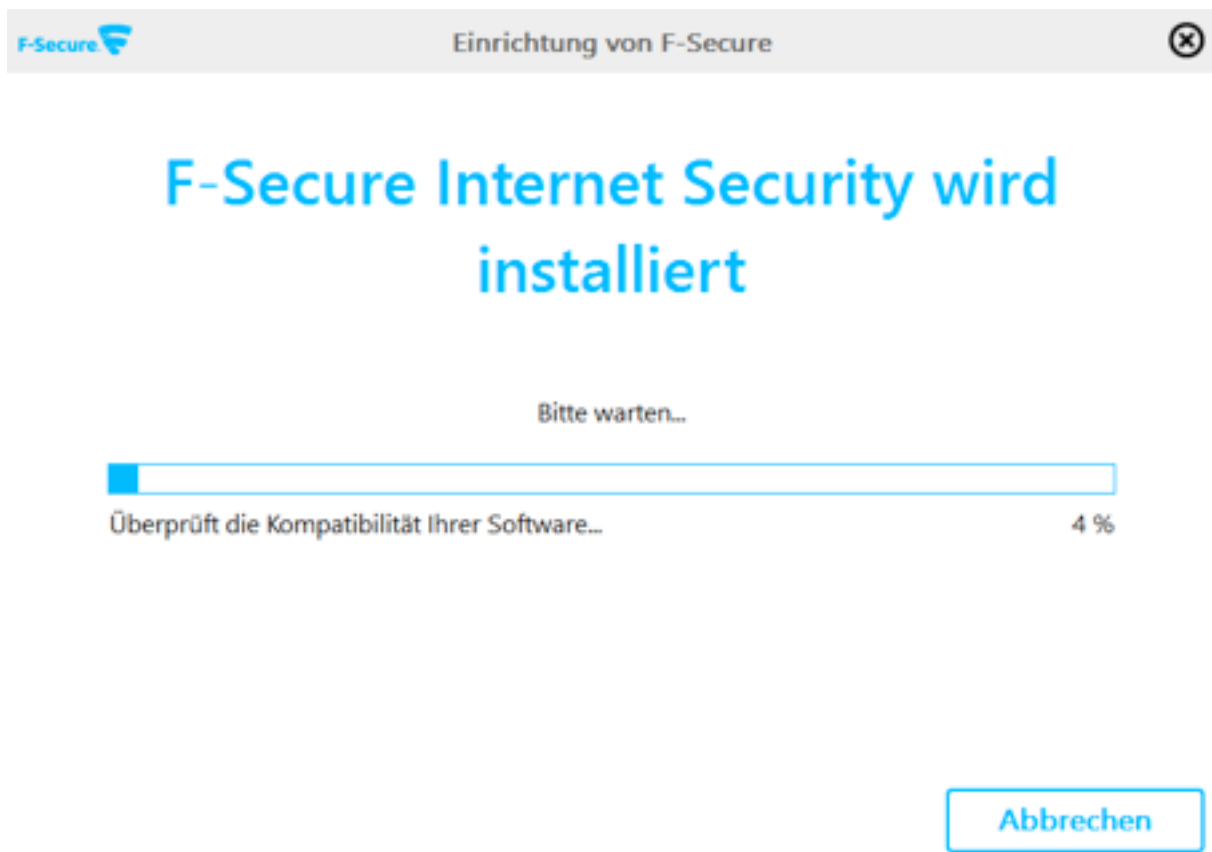 F-Secure
Einrichtung von F-Secure
F-Secure Internet Security wird
installiert
Bitte warten...
Überprüft die Kompatibilität Ihrer Software...
4 %
Abbrechen